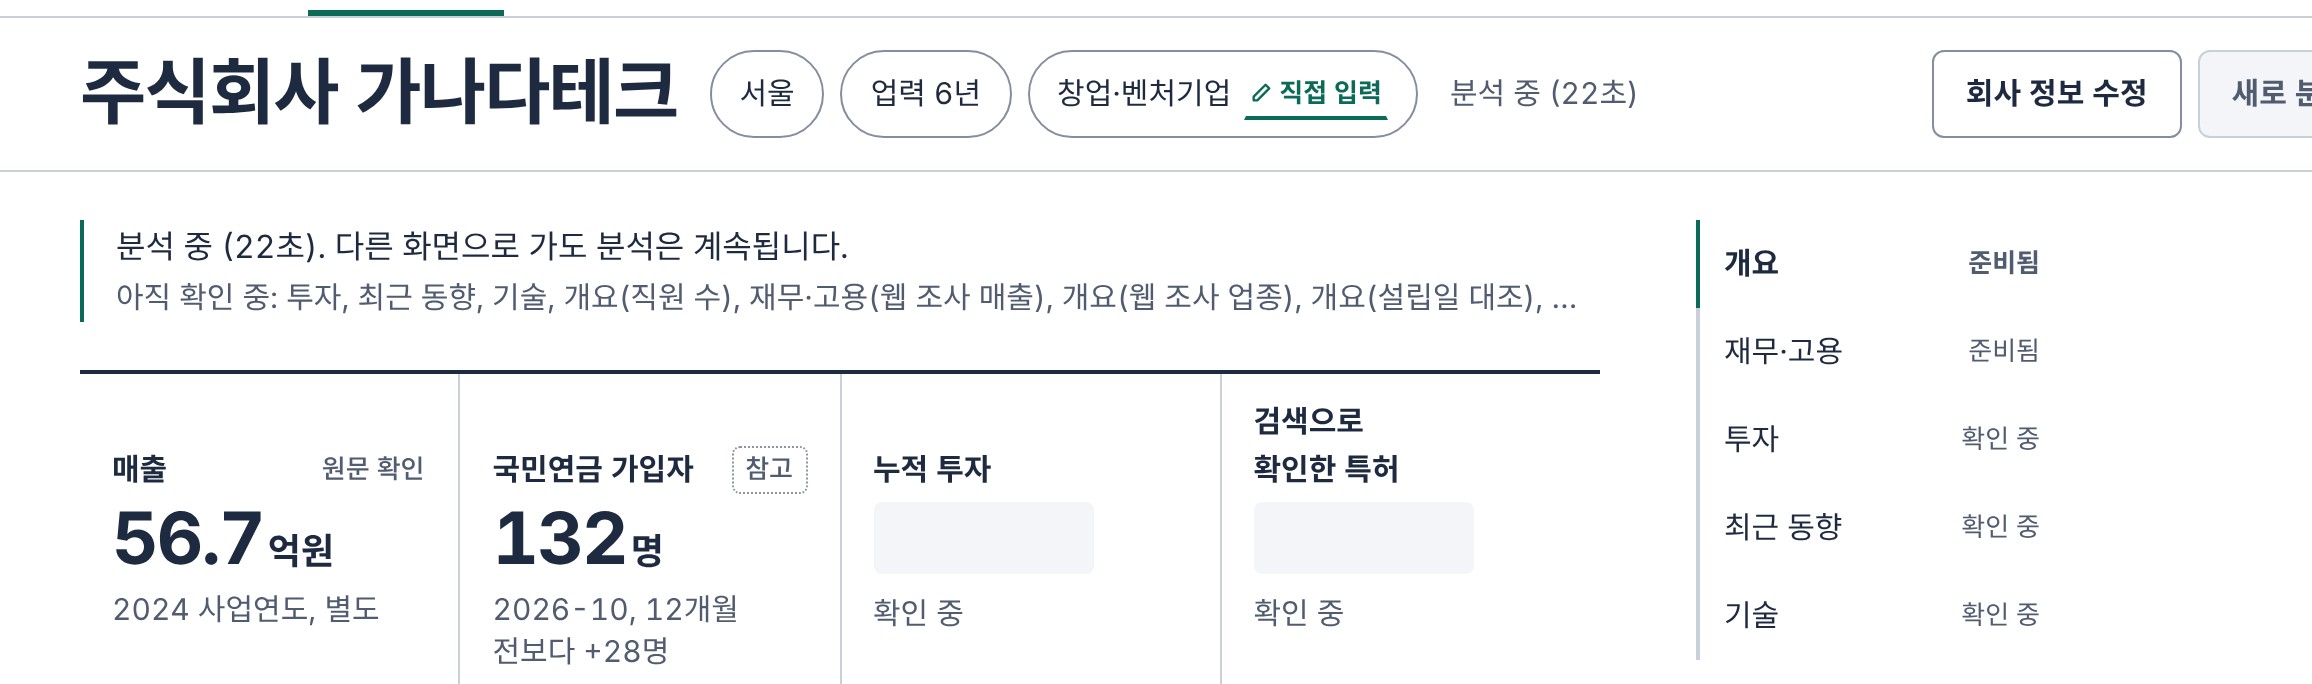 주식회사 가나다테크 서울 업력 6년 창업·벤처기업 직접 입력 분석 중 (22초) 회사 정보 수정 새로
분석 중 (22초). 다른 화면으로 가도 분석은 계속됩니다.
아직 확인 중: 투자, 최근 동향, 기술, 개요(직원 수), 재무·고용(웹 조사 매출), 개요(웹 조사 업종), 개요(설립일 대조), ...
매출 원문 확인
56.7억원
2024 사업연도, 별도
국민연금 가입자 참고
132명
2026-10, 12개월
전보다 +28명
누적 투자
확인 중
검색으로
확인한 특허
확인 중
개요 준비됨
재무·고용 준비됨
투자 확인 중
최근 동향 확인 중
기술 확인 중